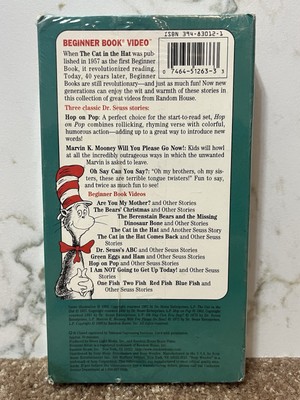 ISBN 394-83012-1
BEGINNER BOOK® VIDEO™
When The Cat in the Hat was
published in 1957 as the first Beginner
Book, it revolutionized reading.
Today, 40 years later, Beginner
Books are still revolutionary—and just as much fun! Now new
generations can enjoy the wit and warmth of these stories in
this collection of great videos from Random House.
0 7464-51263-3 3
Three classic Dr. Seuss stories:
Hop on Pop: A perfect choice for the start-to-read set, Hop
on Pop combines rollicking, rhyming verse with colorful,
humorous action—adding up to a great way to introduce new
words!
Marvin K. Mooney Will You Please Go Now!: Kids will howl
at all the incredibly outrageous ways in which the unwanted
Marvin is asked to leave.
Oh Say Can You Say?: "Oh my brothers, oh my sis-
ters, these are terrible tongue twisters!" Fun to say,
and twice as much fun to see!
Beginner Book Videos
Are You My Mother? and Other Stories
The Bears' Christmas and Other Stories
The Berenstain Bears and the Missing
Dinosaur Bone and Other Stories
The Cat in the Hat and Another Story
The Cat in the Hat Comes Back and Other Seuss
Stories
Dr. Seuss's ABC and Other Seuss Stories
Green Eggs and Ham and Other Seuss Stories
Hop on Pop and Other Seuss Stories
I Am NOT Going to Get Up Today! and Other Seuss
Stories
One Fish Two Fish Red Fish Blue Fish and
Other Seuss Stories